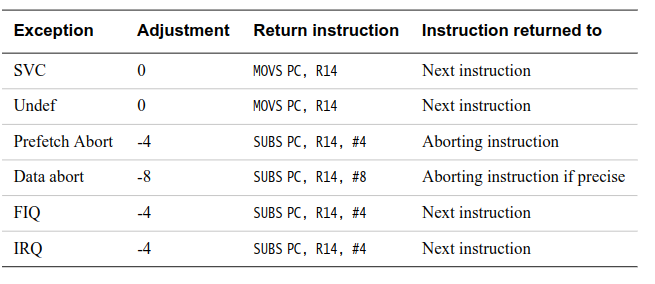 Exception Adjustment Return instruction Instruction returned to
SVC 0 MOVS PC, R14 Next instruction
Undef 0 MOVS PC, R14 Next instruction
Prefetch Abort -4 SUBS PC, R14, #4 Aborting instruction
Data abort -8 SUBS PC, R14, #8 Aborting instruction if precise
FIQ -4 SUBS PC, R14, #4 Next instruction
IRQ -4 SUBS PC, R14, #4 Next instruction